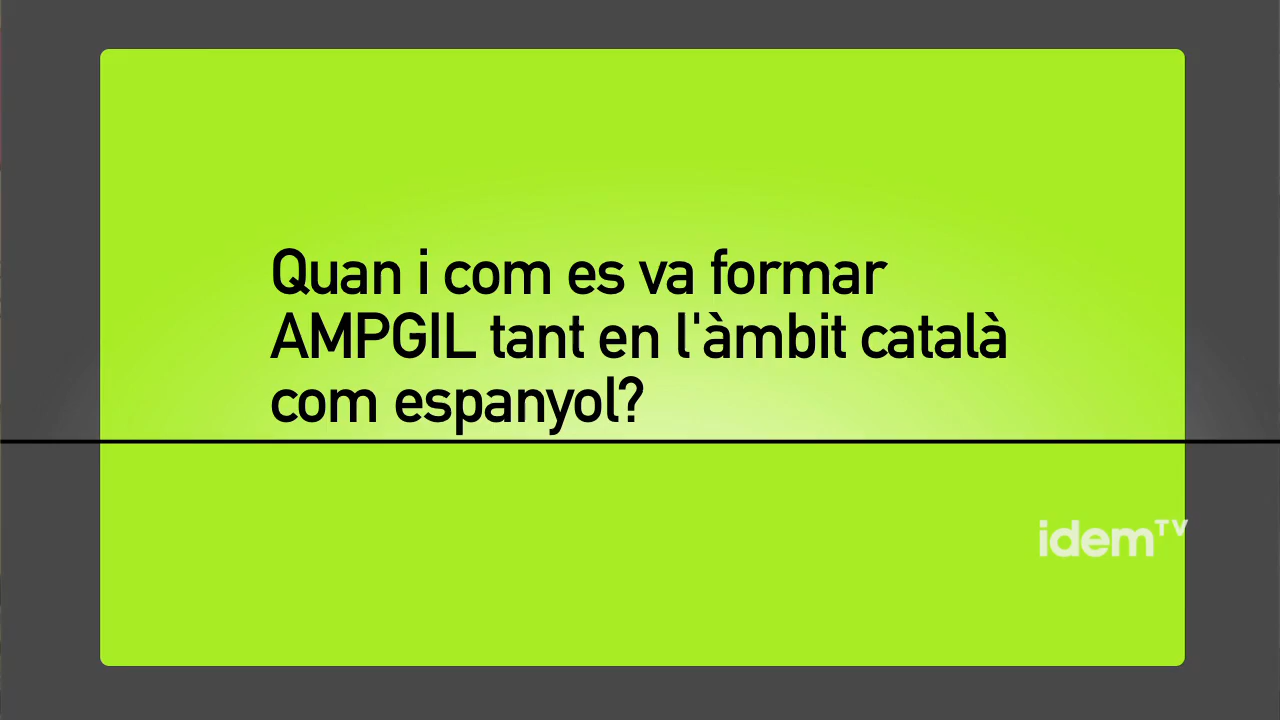 Quan i com es va formar
AMPGIL tant en l'àmbit català
com espanyol?
idemTV